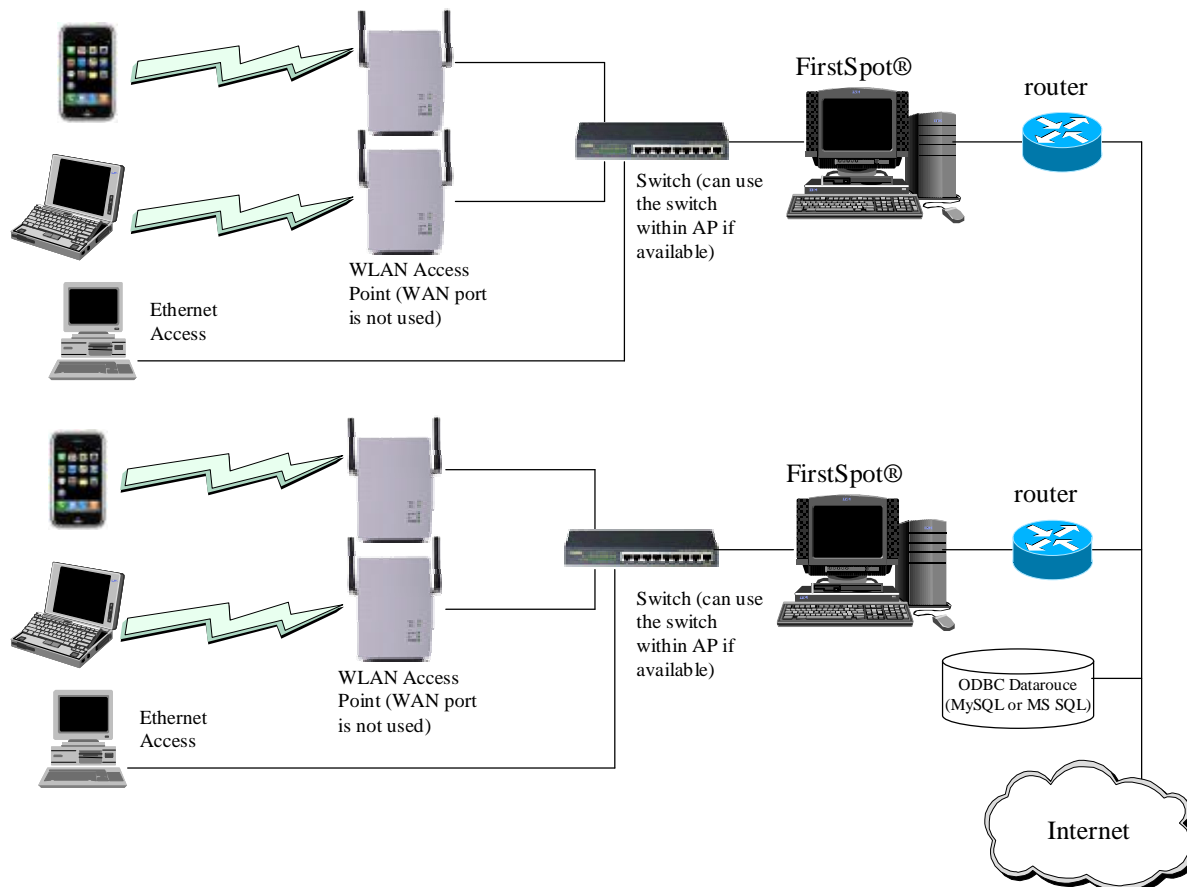 FirstSpot®
router
Switch (can use
the switch
within AP if
available)
WLAN Access
Point (WAN port
is not used)
Ethernet
Access
FirstSpot®
router
Switch (can use
the switch
within AP if
available)
WLAN Access
Point (WAN port
is not used)
Ethernet
Access
ODBC Datarouce
(MySQL or MS SQL)
Internet